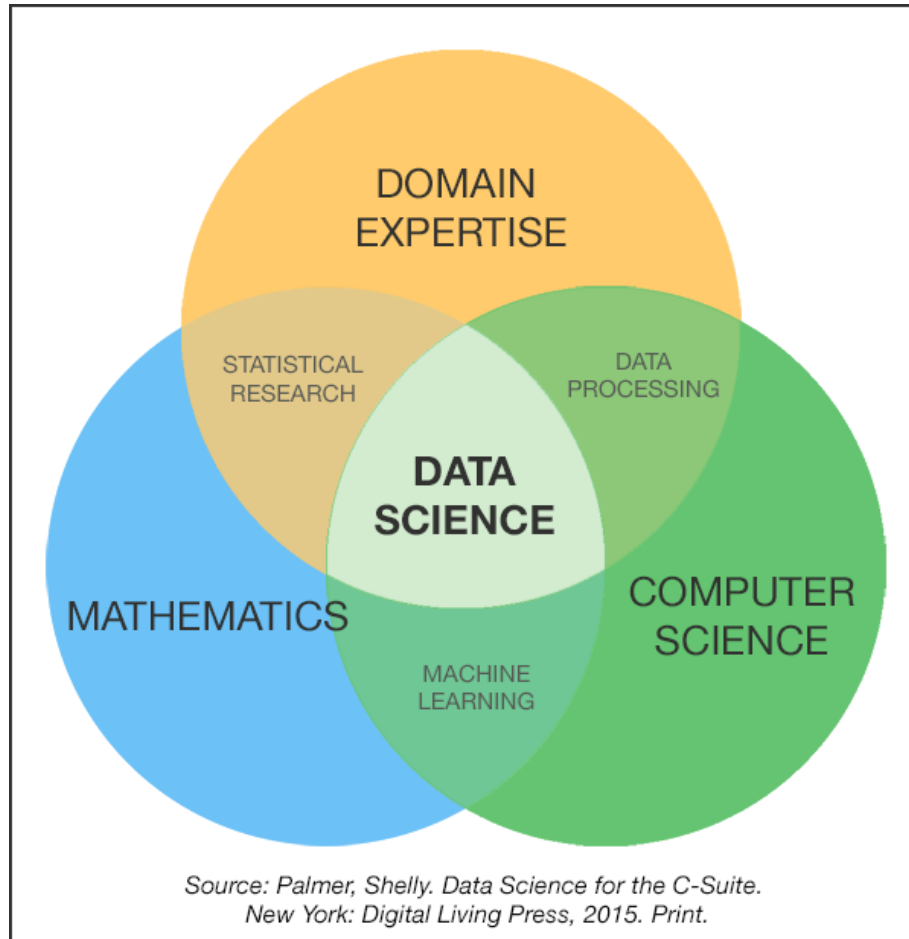 DOMAIN
EXPERTISE
STATISTICAL
RESEARCH
DATA
PROCESSING
DATA
SCIENCE
MATHEMATICS
COMPUTER
SCIENCE
MACHINE
LEARNING
Source: Palmer, Shelly. Data Science for the C-Suite.
New York: Digital Living Press, 2015. Print.